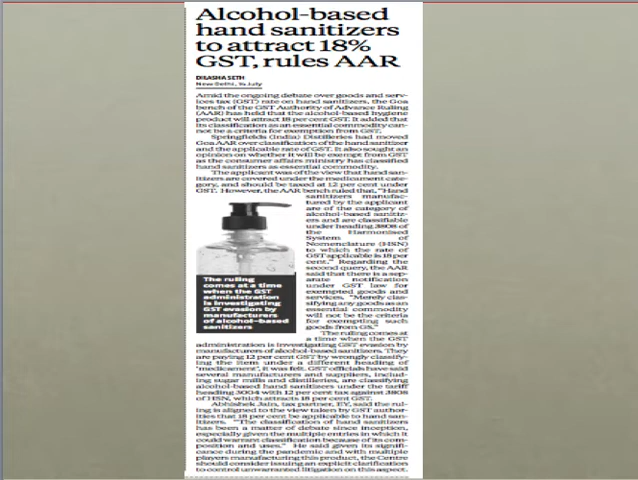 Alcohol-based
hand sanitizers
to attract 18%
GST, rules AAR
DILASHA SETH
New Delhi, 14 July
Amid the ongoing debate over goods and serv-
ices tax (GST) rate on hand sanitizers, the Goa
bench of the GST Authority of Advance Ruling
(AAR) has held that the alcohol-based hygiene
product will attract 18 per cent GST. It added that
its classification as an essential commodity can-
not be a criteria for exemption from GST.
Springfields (India) Distilleries had moved
Goa AAR over classification of the hand sanitizer
and the applicable rate of GST. It also sought an
opinion on whether it will be exempt from GST
as the consumer affairs ministry has classified
hand sanitizers as essential commodity.
The applicant was of the view that hand san-
itizers are covered under the medicament cate-
gory, and should be taxed at 12 per cent under
GST. However, the AAR bench ruled that, "Hand
sanitizers manufac-
tured by the applicant
are of the category of
alcohol-based sanitiz-
ers and are classifiable
under heading 3808 of
the Harmonised
System of
Nomenclature (HSN)
to which the rate of
GST applicable is 18 per
cent." Regarding the
second query, the AAR
said that there is a sep-
arate notification
under GST law for
exempted goods and
services. "Merely clas-
sifying any goods as an
essential commodity
will not be the criteria
for exempting such
goods from GS."
The ruling
comes at a time
when the GST
administration
is investigating
GST evasion by
manufacturers
of alcohol-based
sanitizers
The ruling comes at
a time when the GST
administration is investigating GST evasion by
manufacturers of alcohol-based sanitizers. They
are paying 12 per cent GST by wrongly classify-
ing the item under a different heading of
"medicament", it was felt. GST officials have said
several manufacturers and suppliers, includ-
ing sugar mills and distilleries, are classifying
alcohol-based hand sanitizers under the tariff
heading 3004 with 12 per cent tax against 3808
of HSN, which attracts 18 per cent GST.
Abhishek Jain, tax partner, EY, said the rul-
ing is aligned to the view taken by GST author-
ities that 18 per cent be applicable to hand san-
itizers. "The classification of hand sanitizers
has been a matter of debate since inception,
especially given the multiple entries in which it
could warrant classification because of its com-
position and uses." He said given its signifi-
cance during the pandemic and with multiple
players manufacturing this product, the Centre
should consider issuing an explicit clarification
to control unwarranted litigation on this aspect.